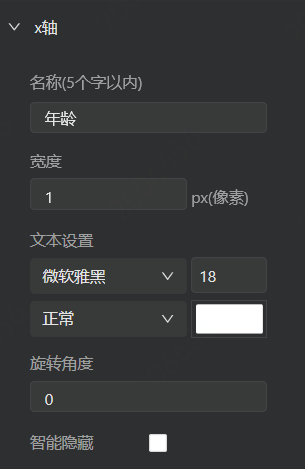 x轴
名称(5个字以内)
年龄
宽度
1 px(像素)
文本设置
微软雅黑 18
正常
旋转角度
0
智能隐藏